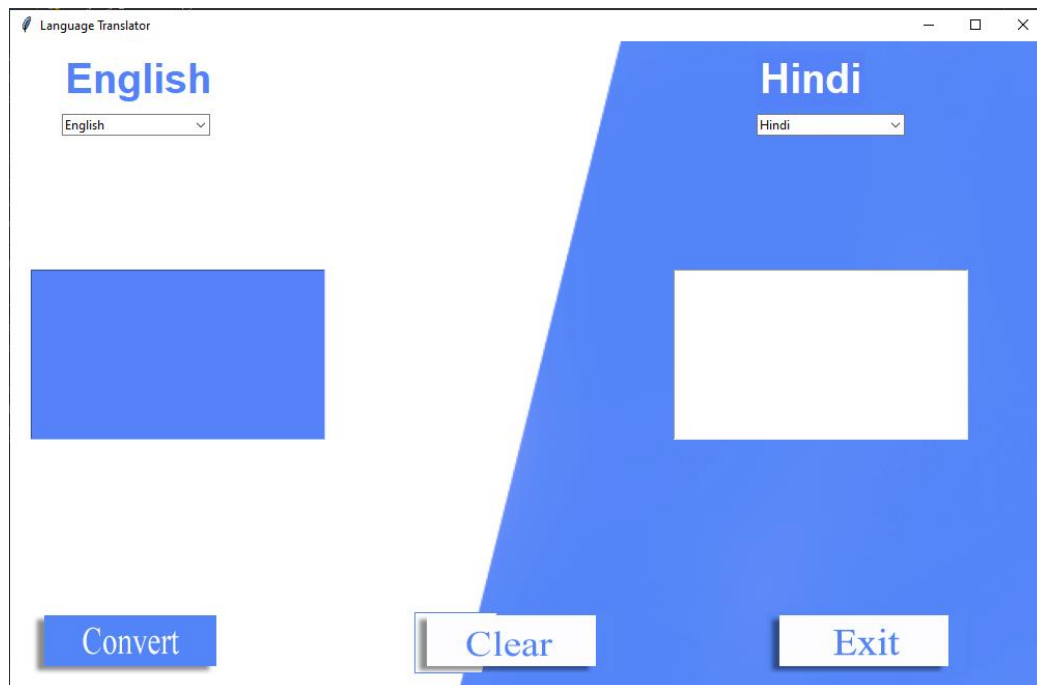 Language Translator
English
Hindi
English
Hindi
Convert
Clear
Exit